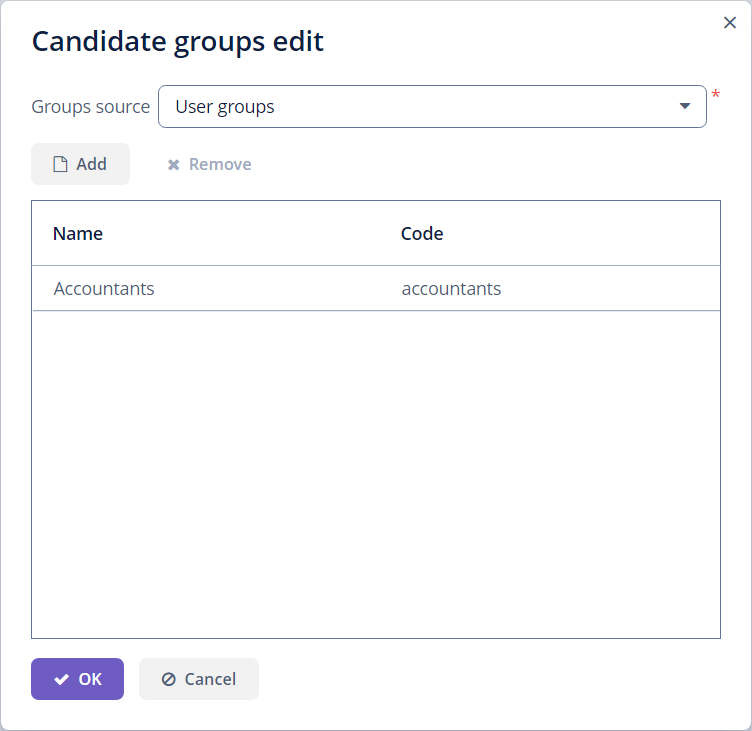 Candidate groups edit
Groups source User groups *
Add Remove
Name Code
Accountants accountants
OK Cancel